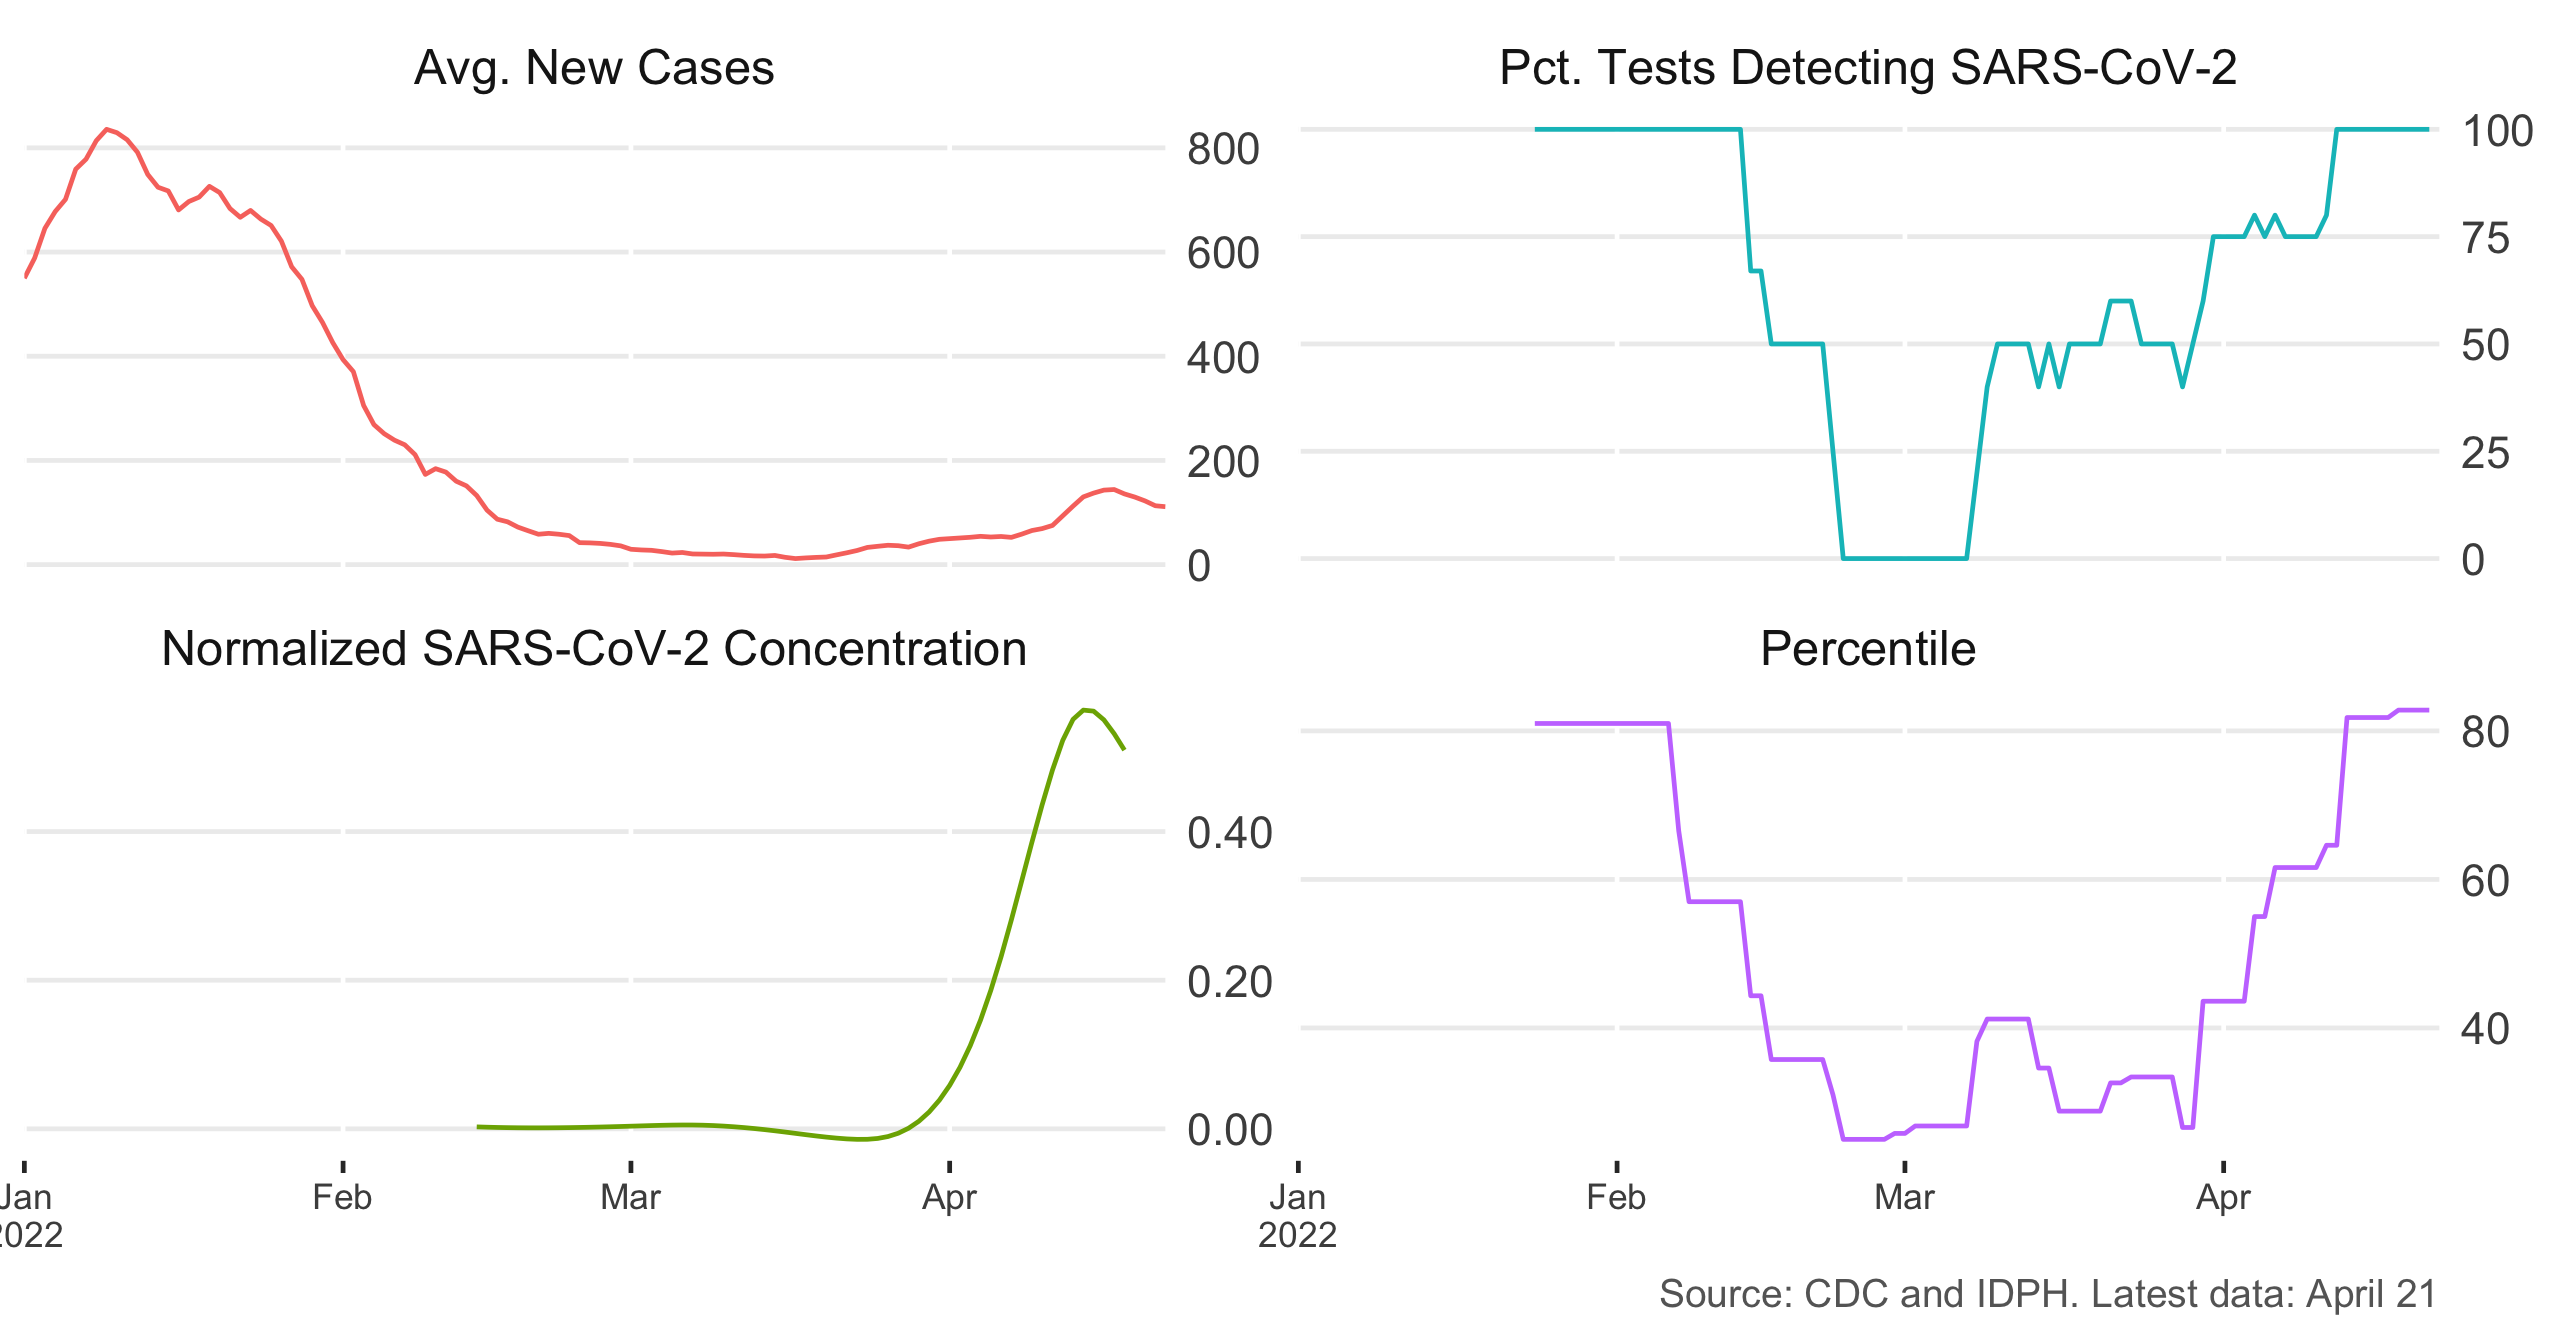 Avg. New Cases
Pct. Tests Detecting SARS-CoV-2
800
600
400
200
0
100
75
50
25
0
Normalized SARS-CoV-2 Concentration
Percentile
0.40
0.20
0.00
80
60
40
Jan Feb Mar Apr
2022
Jan Feb Mar Apr
2022
Source: CDC and IDPH. Latest data: April 21